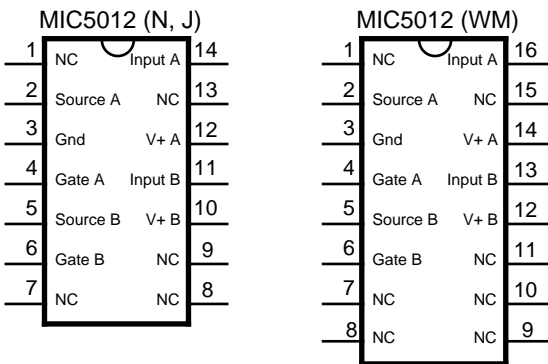 MIC5012 (N, J)
1 NC Input A 14
2 Source A NC 13
3 Gnd V+ A 12
4 Gate A Input B 11
5 Source B V+ B 10
6 Gate B NC 9
7 NC NC 8
MIC5012 (WM)
1 NC Input A 16
2 Source A NC 15
3 Gnd V+ A 14
4 Gate A Input B 13
5 Source B V+ B 12
6 Gate B NC 11
7 NC NC 10
8 NC NC 9